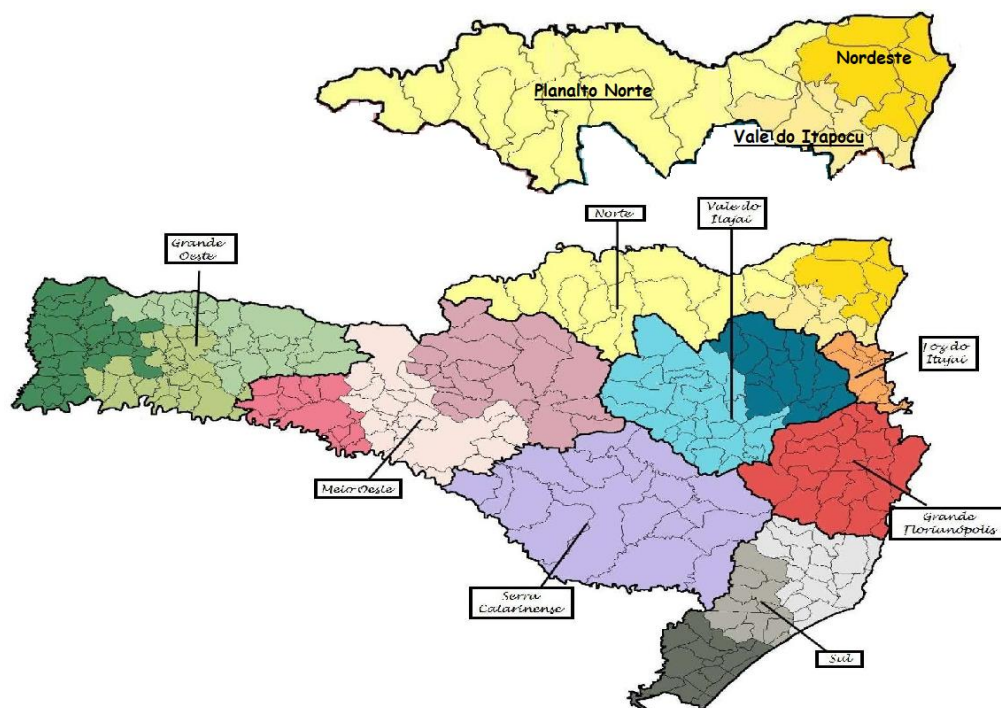 Nordeste
Planalto Norte
Vale do Itapocu
Norte
Vale do
Itajaí
Grande
Oeste
Foz do
Itajaí
Meio Oeste
Grande
Florianópolis
Serra
Catarinense
Sul